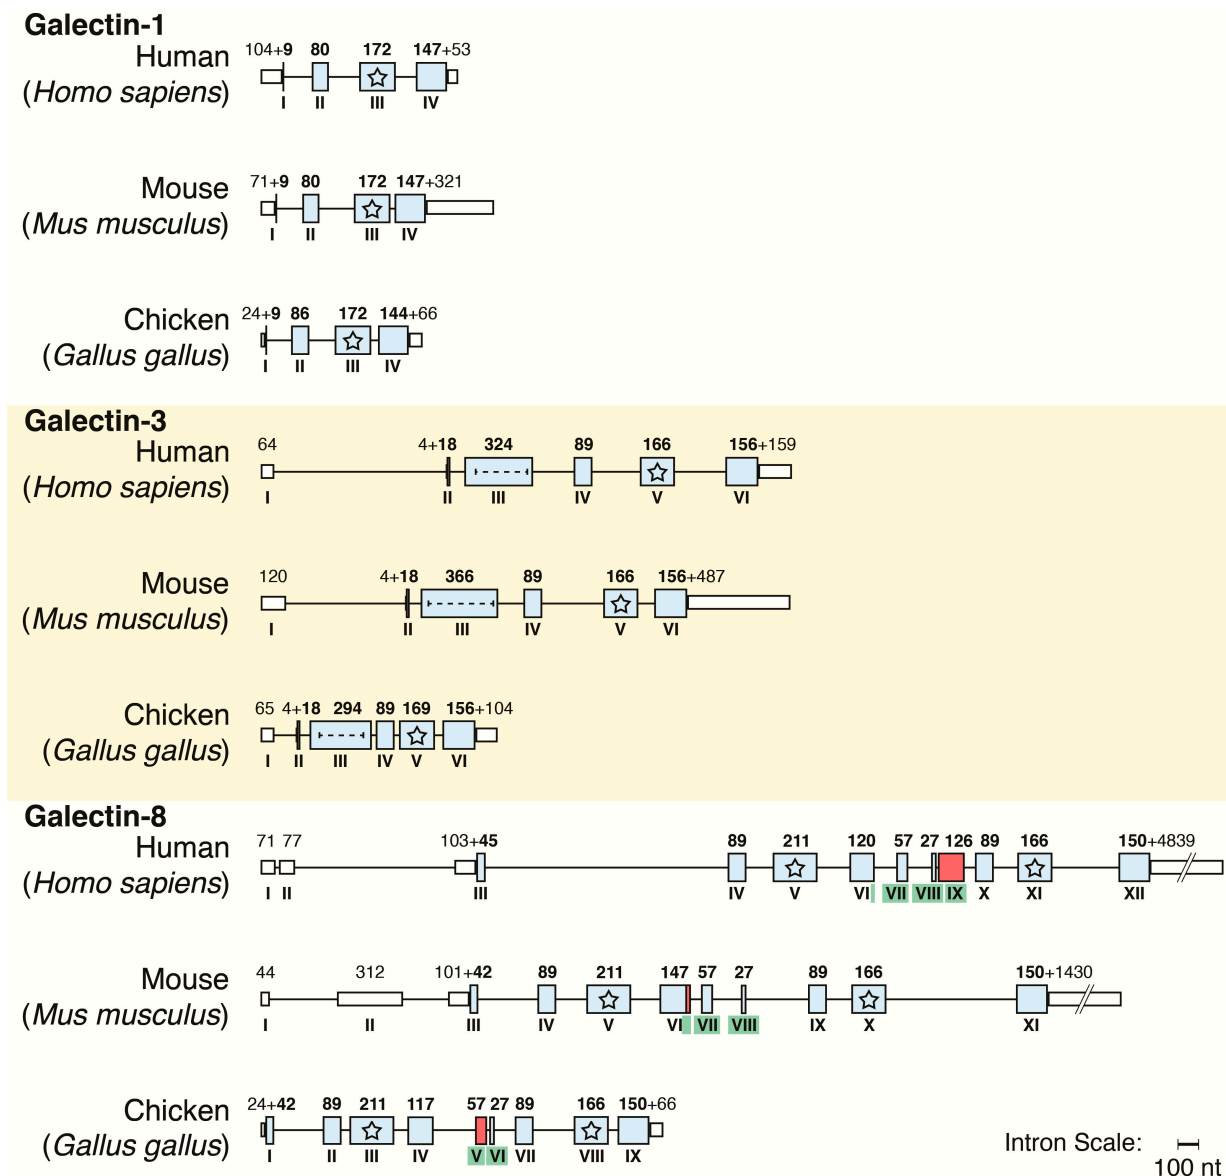 Galectin-1
Human
(Homo sapiens)
104+9 80 172 147+53
I II III IV
Mouse
(Mus musculus)
71+9 80 172 147+321
I II III IV
Chicken
(Gallus gallus)
24+9 86 172 144+66
I II III IV
Galectin-3
Human
(Homo sapiens)
64 4+18 324 89 166 156+159
I II III IV V VI
Mouse
(Mus musculus)
120 4+18 366 89 166 156+487
I II III IV V VI
Chicken
(Gallus gallus)
65 4+18 294 89 169 156+104
I II III IV V VI
Galectin-8
Human
(Homo sapiens)
71 77 103+45 89 211 120 57 27 126 89 166 150+4839
I II III IV V VI VII VIII IX X XI XII
Mouse
(Mus musculus)
44 312 101+42 89 211 147 57 27 89 166 150+1430
I II III IV V VI VII VIII IX X XI
Chicken
(Gallus gallus)
24+42 89 211 117 57 27 89 166 150+66
I II III IV V VI VII VIII IX
Intron Scale:
100 nt